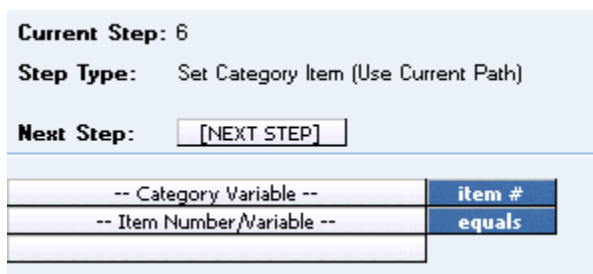 Current Step: 6
Step Type: Set Category Item (Use Current Path)
Next Step: [NEXT STEP]
-- Category Variable -- item #
-- Item Number/Variable -- equals